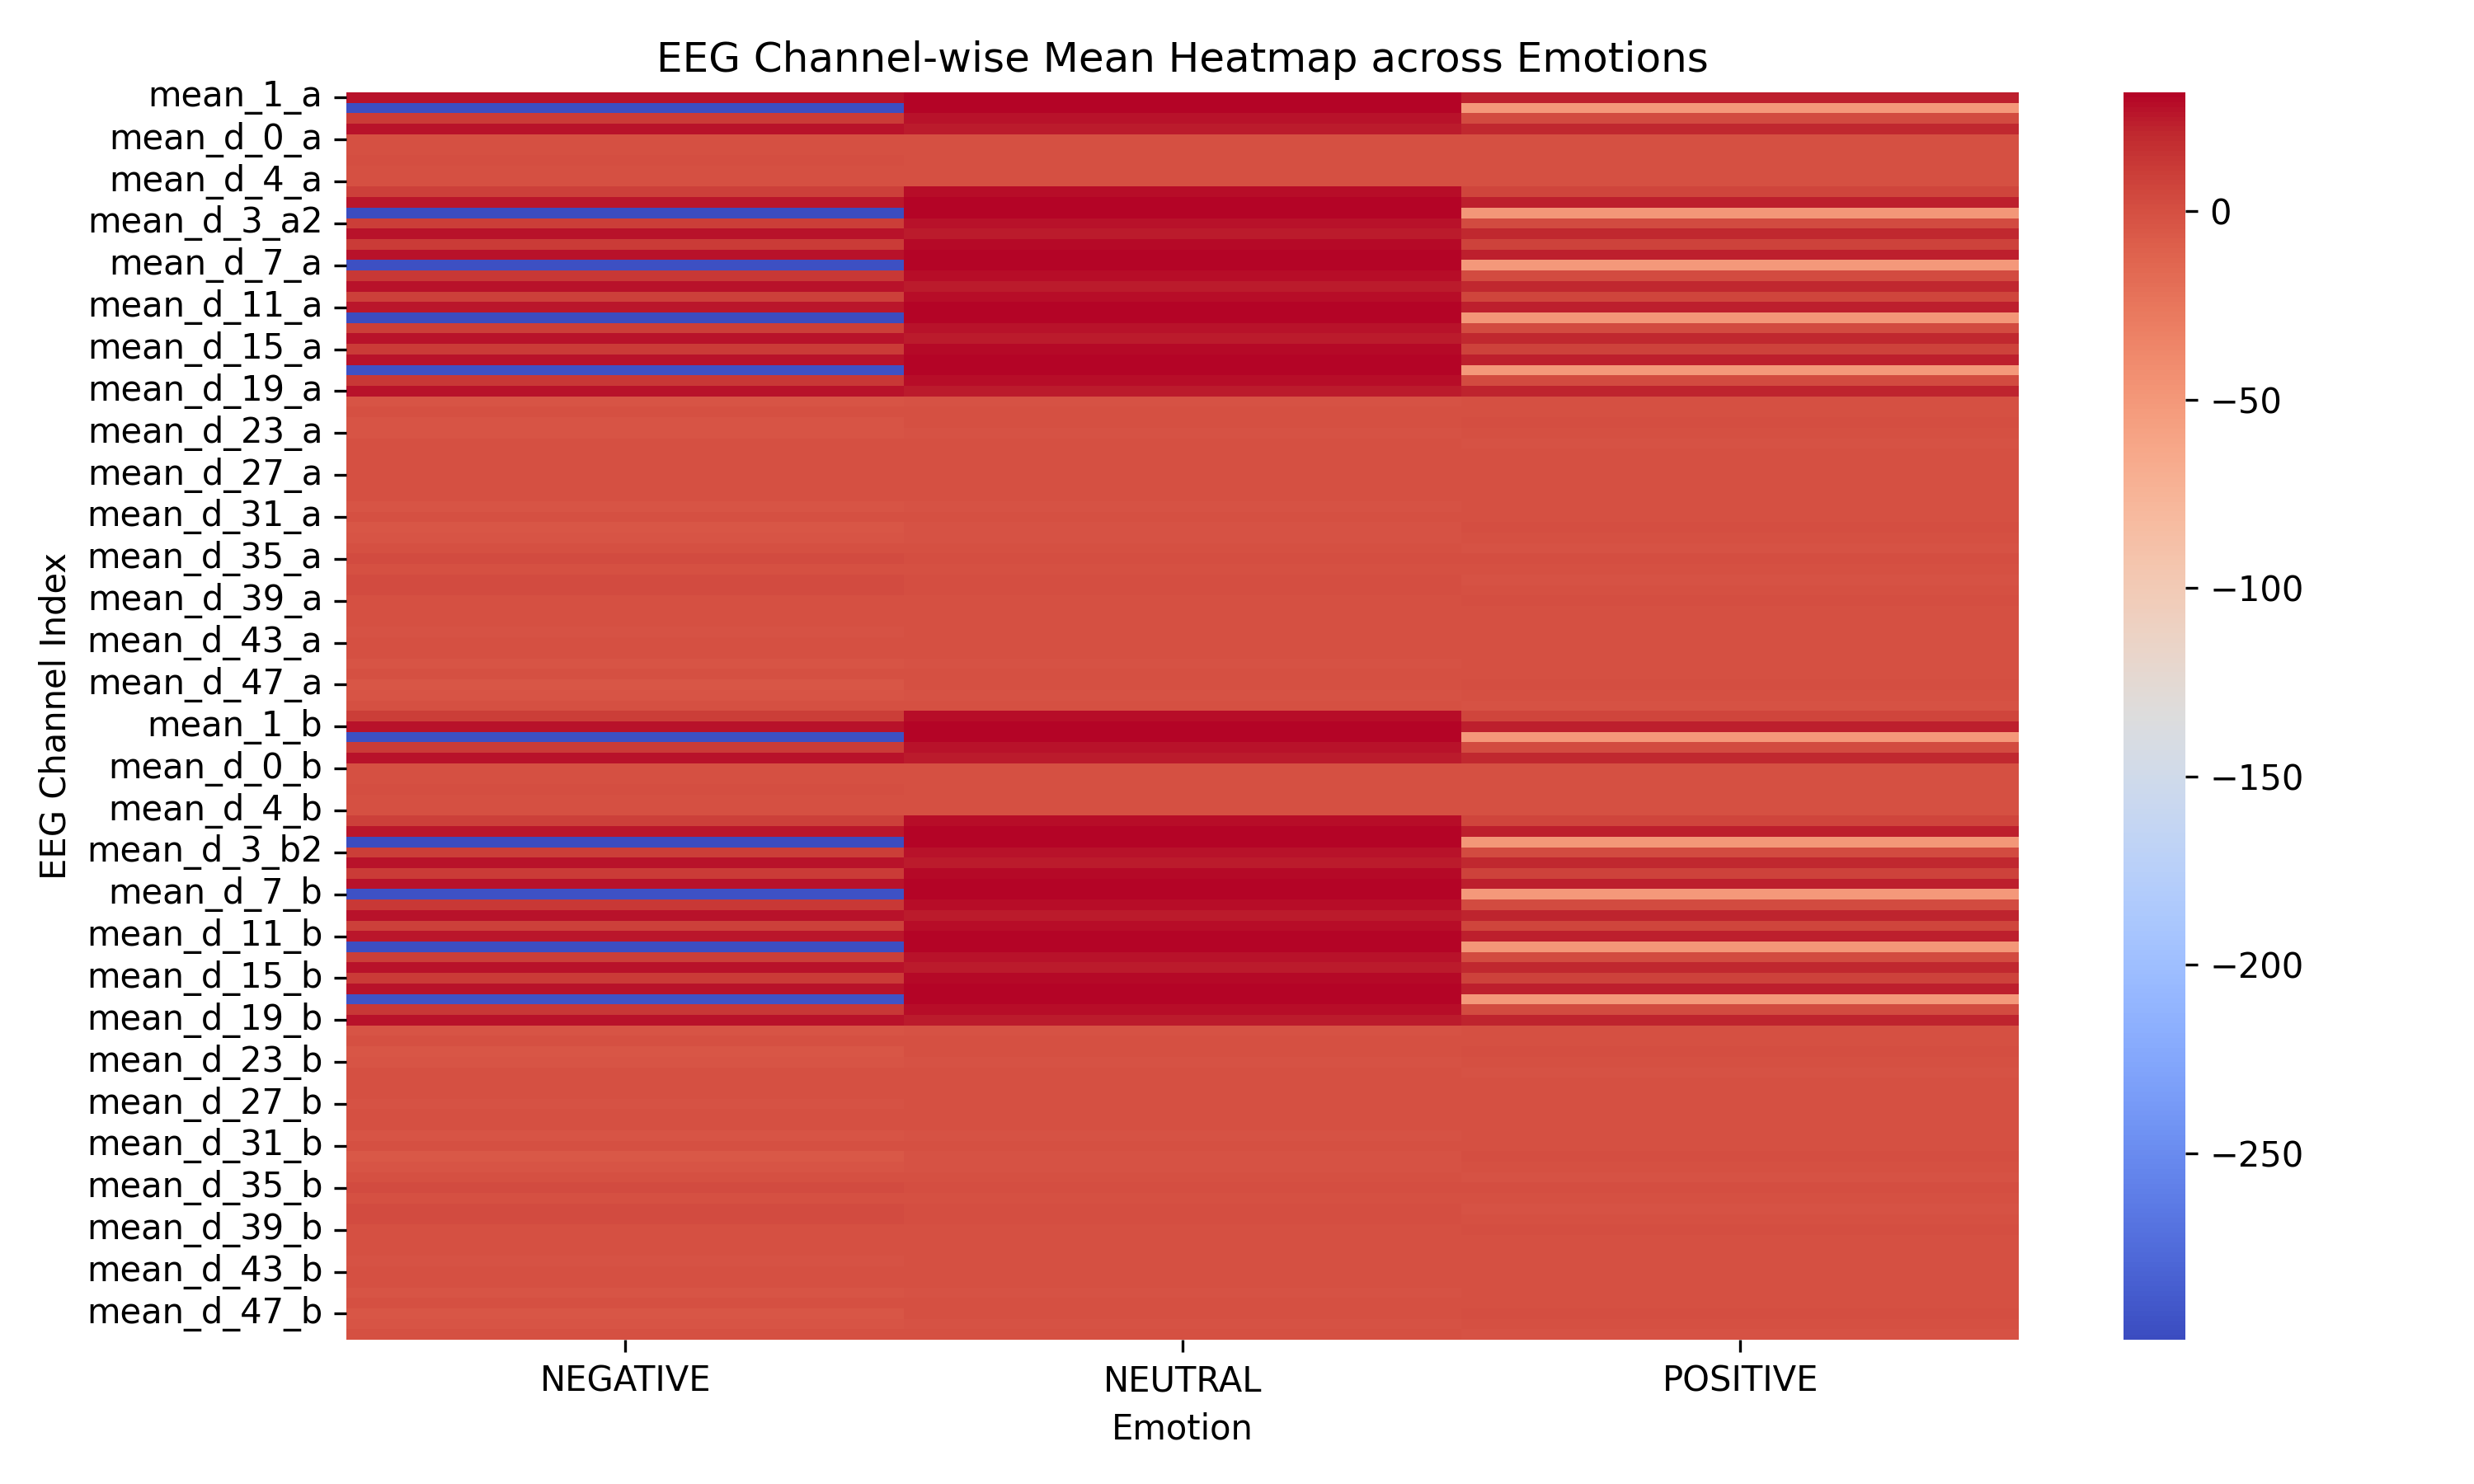 EEG Channel-wise Mean Heatmap across Emotions
mean_1_a
mean_d_0_a
mean_d_4_a
mean_d_3_a2
mean_d_7_a
mean_d_11_a
mean_d_15_a
mean_d_19_a
mean_d_23_a
mean_d_27_a
mean_d_31_a
mean_d_35_a
mean_d_39_a
mean_d_43_a
mean_d_47_a
mean_1_b
mean_d_0_b
mean_d_4_b
mean_d_3_b2
mean_d_7_b
mean_d_11_b
mean_d_15_b
mean_d_19_b
mean_d_23_b
mean_d_27_b
mean_d_31_b
mean_d_35_b
mean_d_39_b
mean_d_43_b
mean_d_47_b
EEG Channel Index
NEGATIVE NEUTRAL POSITIVE
Emotion
0
−50
−100
−150
−200
−250